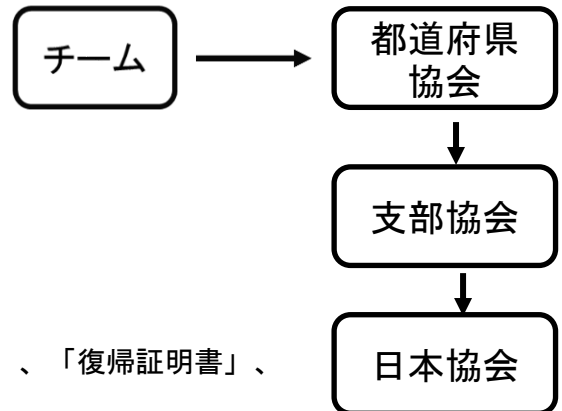 チーム
都道府県
協会
支部協会
日本協会
、「復帰証明書」、